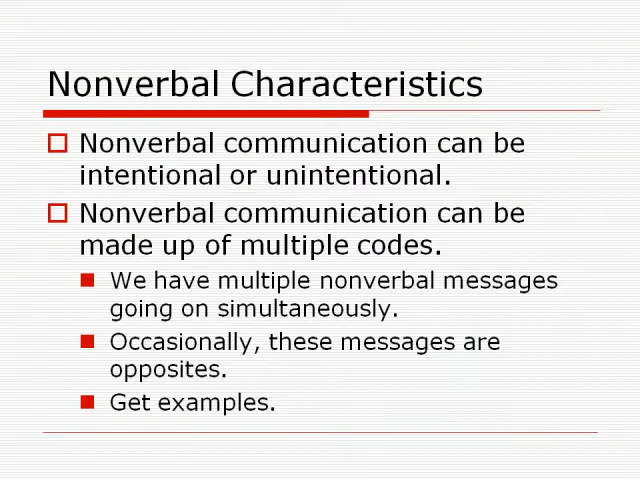 Nonverbal Characteristics
Nonverbal communication can be
intentional or unintentional.
Nonverbal communication can be
made up of multiple codes.
We have multiple nonverbal messages
going on simultaneously.
Occasionally, these messages are
opposites.
Get examples.